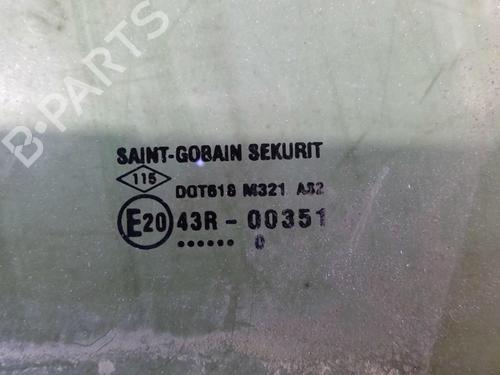 B-PARTS
SAINT-GOBAIN SEKURIT
115
DOT618 M321 AS2
E20 43R - 00351
...... 0